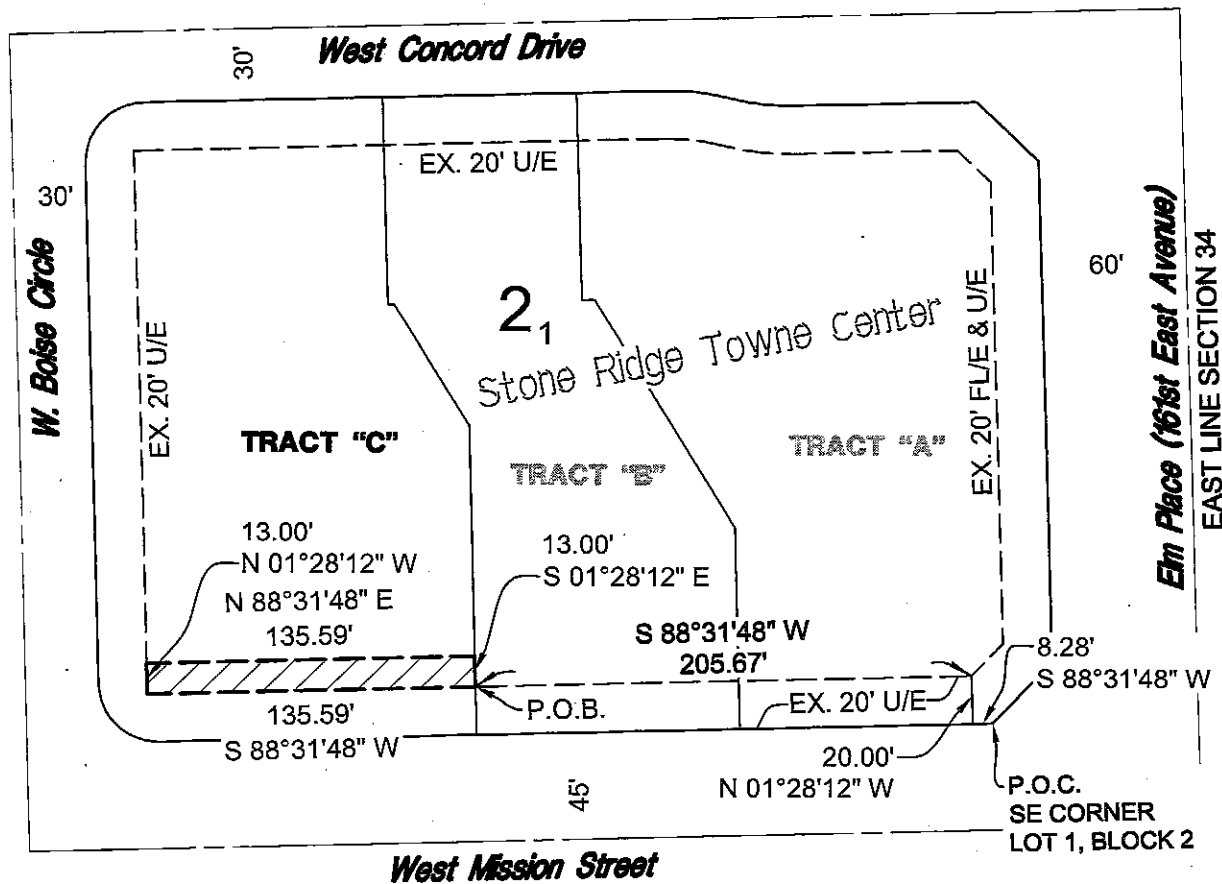 West Concord Drive
30'
EX. 20' U/E
30'
W. Boise Circle
EX. 20' U/E
2 1
Stone Ridge Towne Center
60'
Elm Place (161st East Avenue)
EAST LINE SECTION 34
EX. 20' FL/E & U/E
TRACT "C"
TRACT "B"
TRACT "A"
13.00'
N 01°28'12" W
N 88°31'48" E
135.59'
13.00'
S 01°28'12" E
S 88°31'48" W
205.67'
8.28'
S 88°31'48" W
P.O.B.
EX. 20' U/E
135.59'
S 88°31'48" W
20.00'
N 01°28'12" W
45'
P.O.C.
SE CORNER
LOT 1, BLOCK 2
West Mission Street